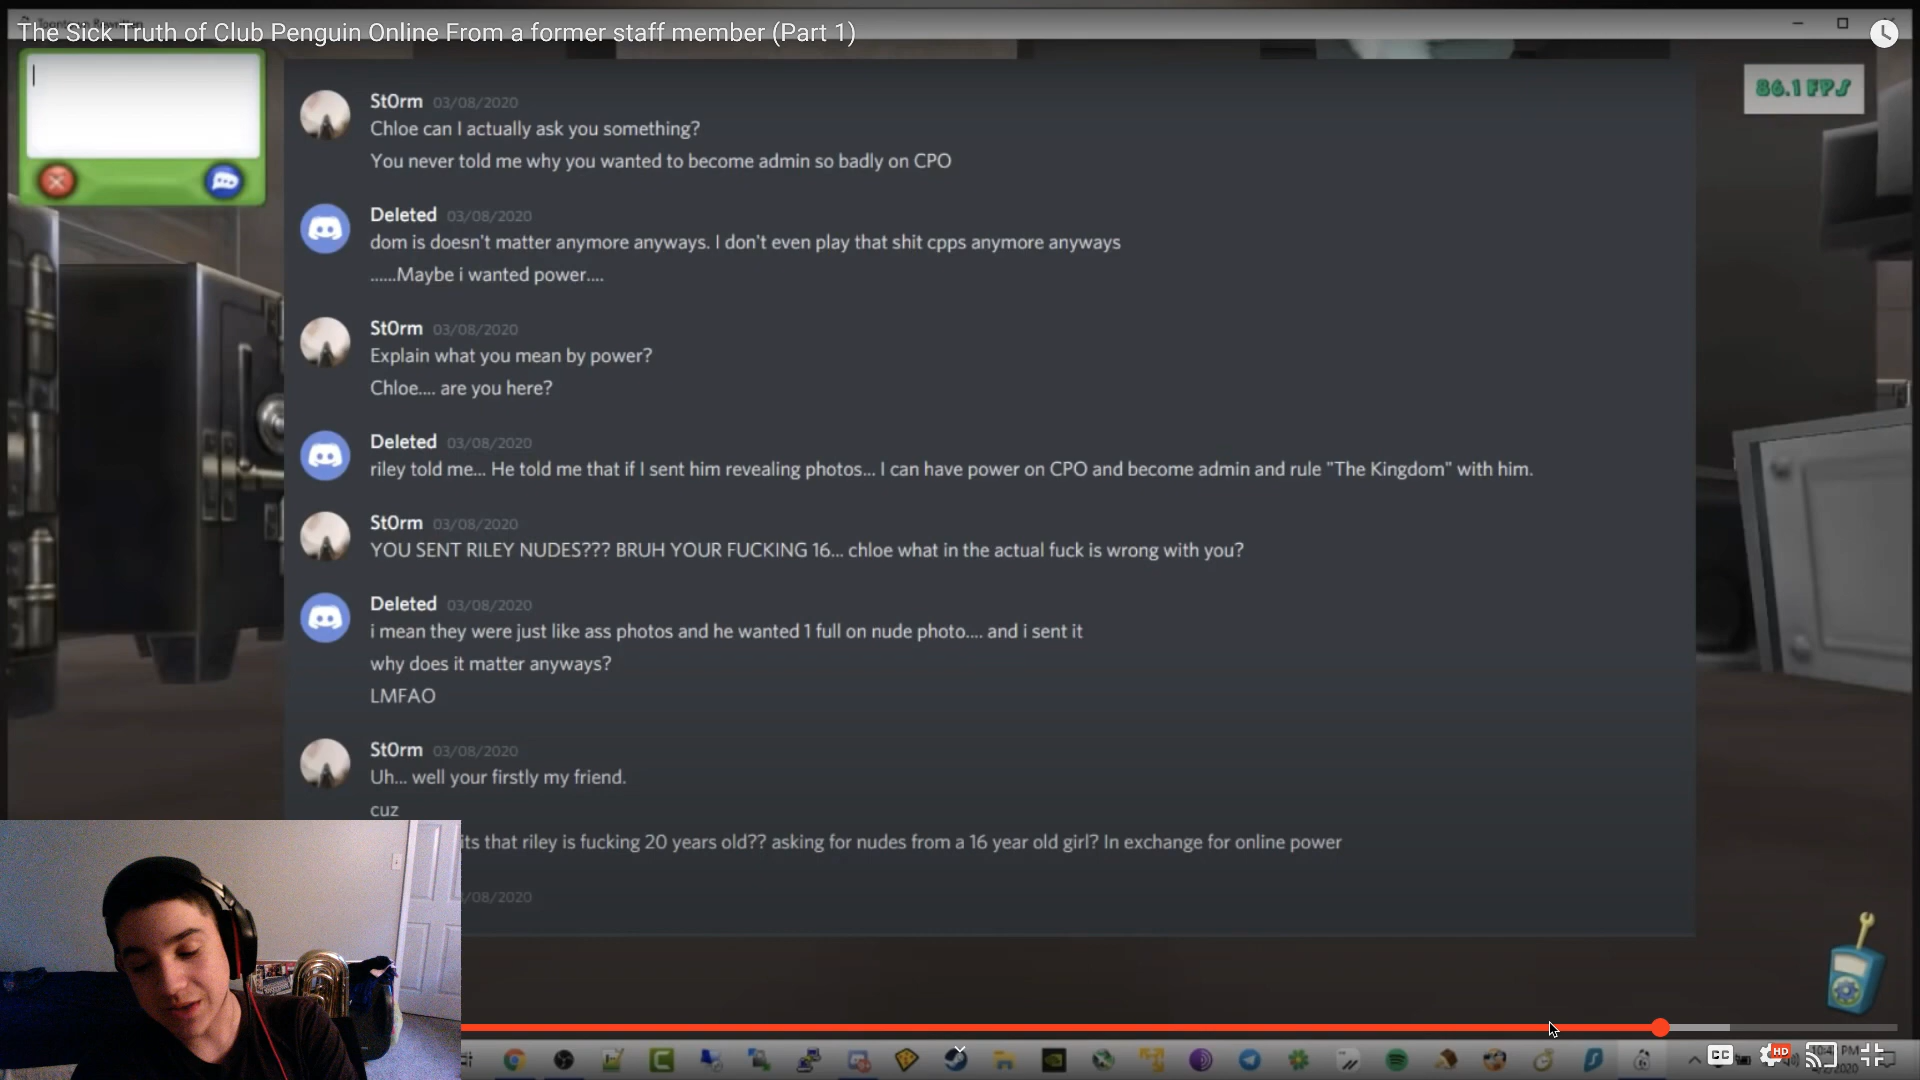 The Sick Truth of Club Penguin Online From a former staff member (Part 1)
86.1 FPS
St0rm 03/08/2020
Chloe can I actually ask you something?
You never told me why you wanted to become admin so badly on CPO
Deleted 03/08/2020
dom is doesn't matter anymore anyways. I don't even play that shit cpps anymore anyways
......Maybe i wanted power....
St0rm 03/08/2020
Explain what you mean by power?
Chloe.... are you here?
Deleted 03/08/2020
riley told me... He told me that if I sent him revealing photos... I can have power on CPO and become admin and rule "The Kingdom" with him.
St0rm 03/08/2020
YOU SENT RILEY NUDES??? BRUH YOUR FUCKING 16... chloe what in the actual fuck is wrong with you?
Deleted 03/08/2020
i mean they were just like ass photos and he wanted 1 full on nude photo.... and i sent it
why does it matter anyways?
LMFAO
St0rm 03/08/2020
Uh... well your firstly my friend.
cuz
its that riley is fucking 20 years old?? asking for nudes from a 16 year old girl? In exchange for online power
/08/2020
CC
HD